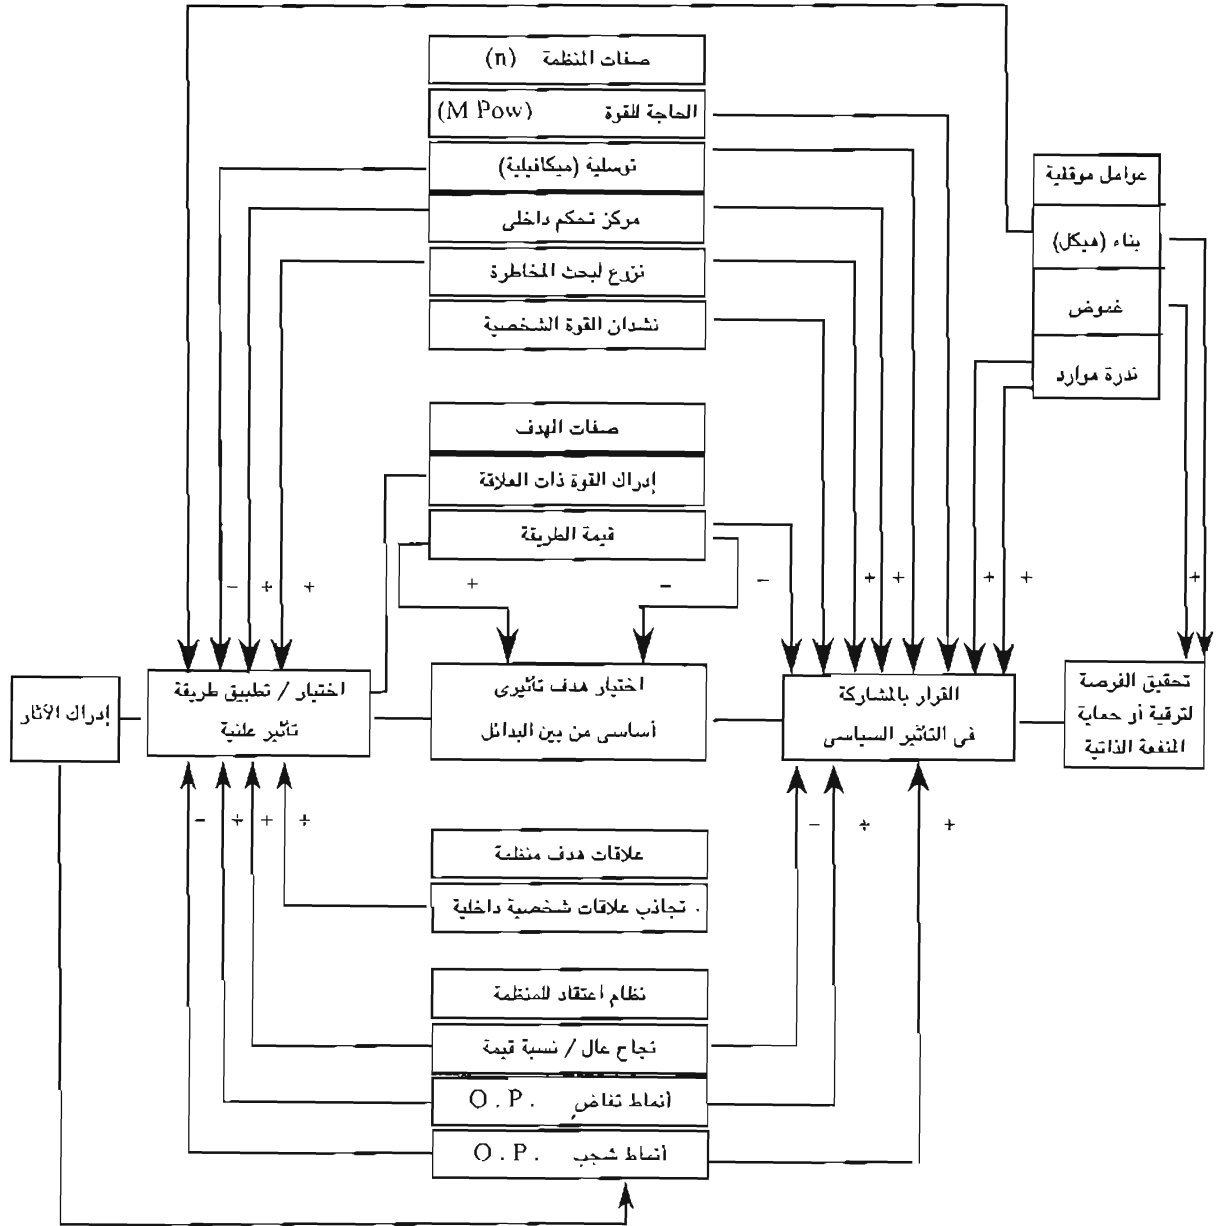 صفات المنظمة (n)
الحاجة للقوة (M Pow)
توسلية (ميكافيلية)
مركز تحكم داخلى
نزوع لبحث المخاطرة
نشدان القوة الشخصية
عوامل موقفية
بناء (هيكل)
غموض
ندرة موارد
صفات الهدف
إدراك القوة ذات العلاقة
قيمة الطريقة
+ - -
- + +
+ + + + +
تحقيق الفرصة
لترقية أو حماية
المنفعة الذاتية
القرار بالمشاركة
فى التأثير السياسى
اختيار هدف تأثيرى
أساسى من بين البدائل
اختيار / تطبيق طريقة
تأثير علنية
إدراك الآثار
- + + +
- + +
علاقات هدف منظمة
تجاذب علاقات شخصية داخلية .
نظام أعتقاد للمنظمة
نجاح عال / نسبة قيمة
أنماط تفاض O . P .
أنماط شجب O . P .